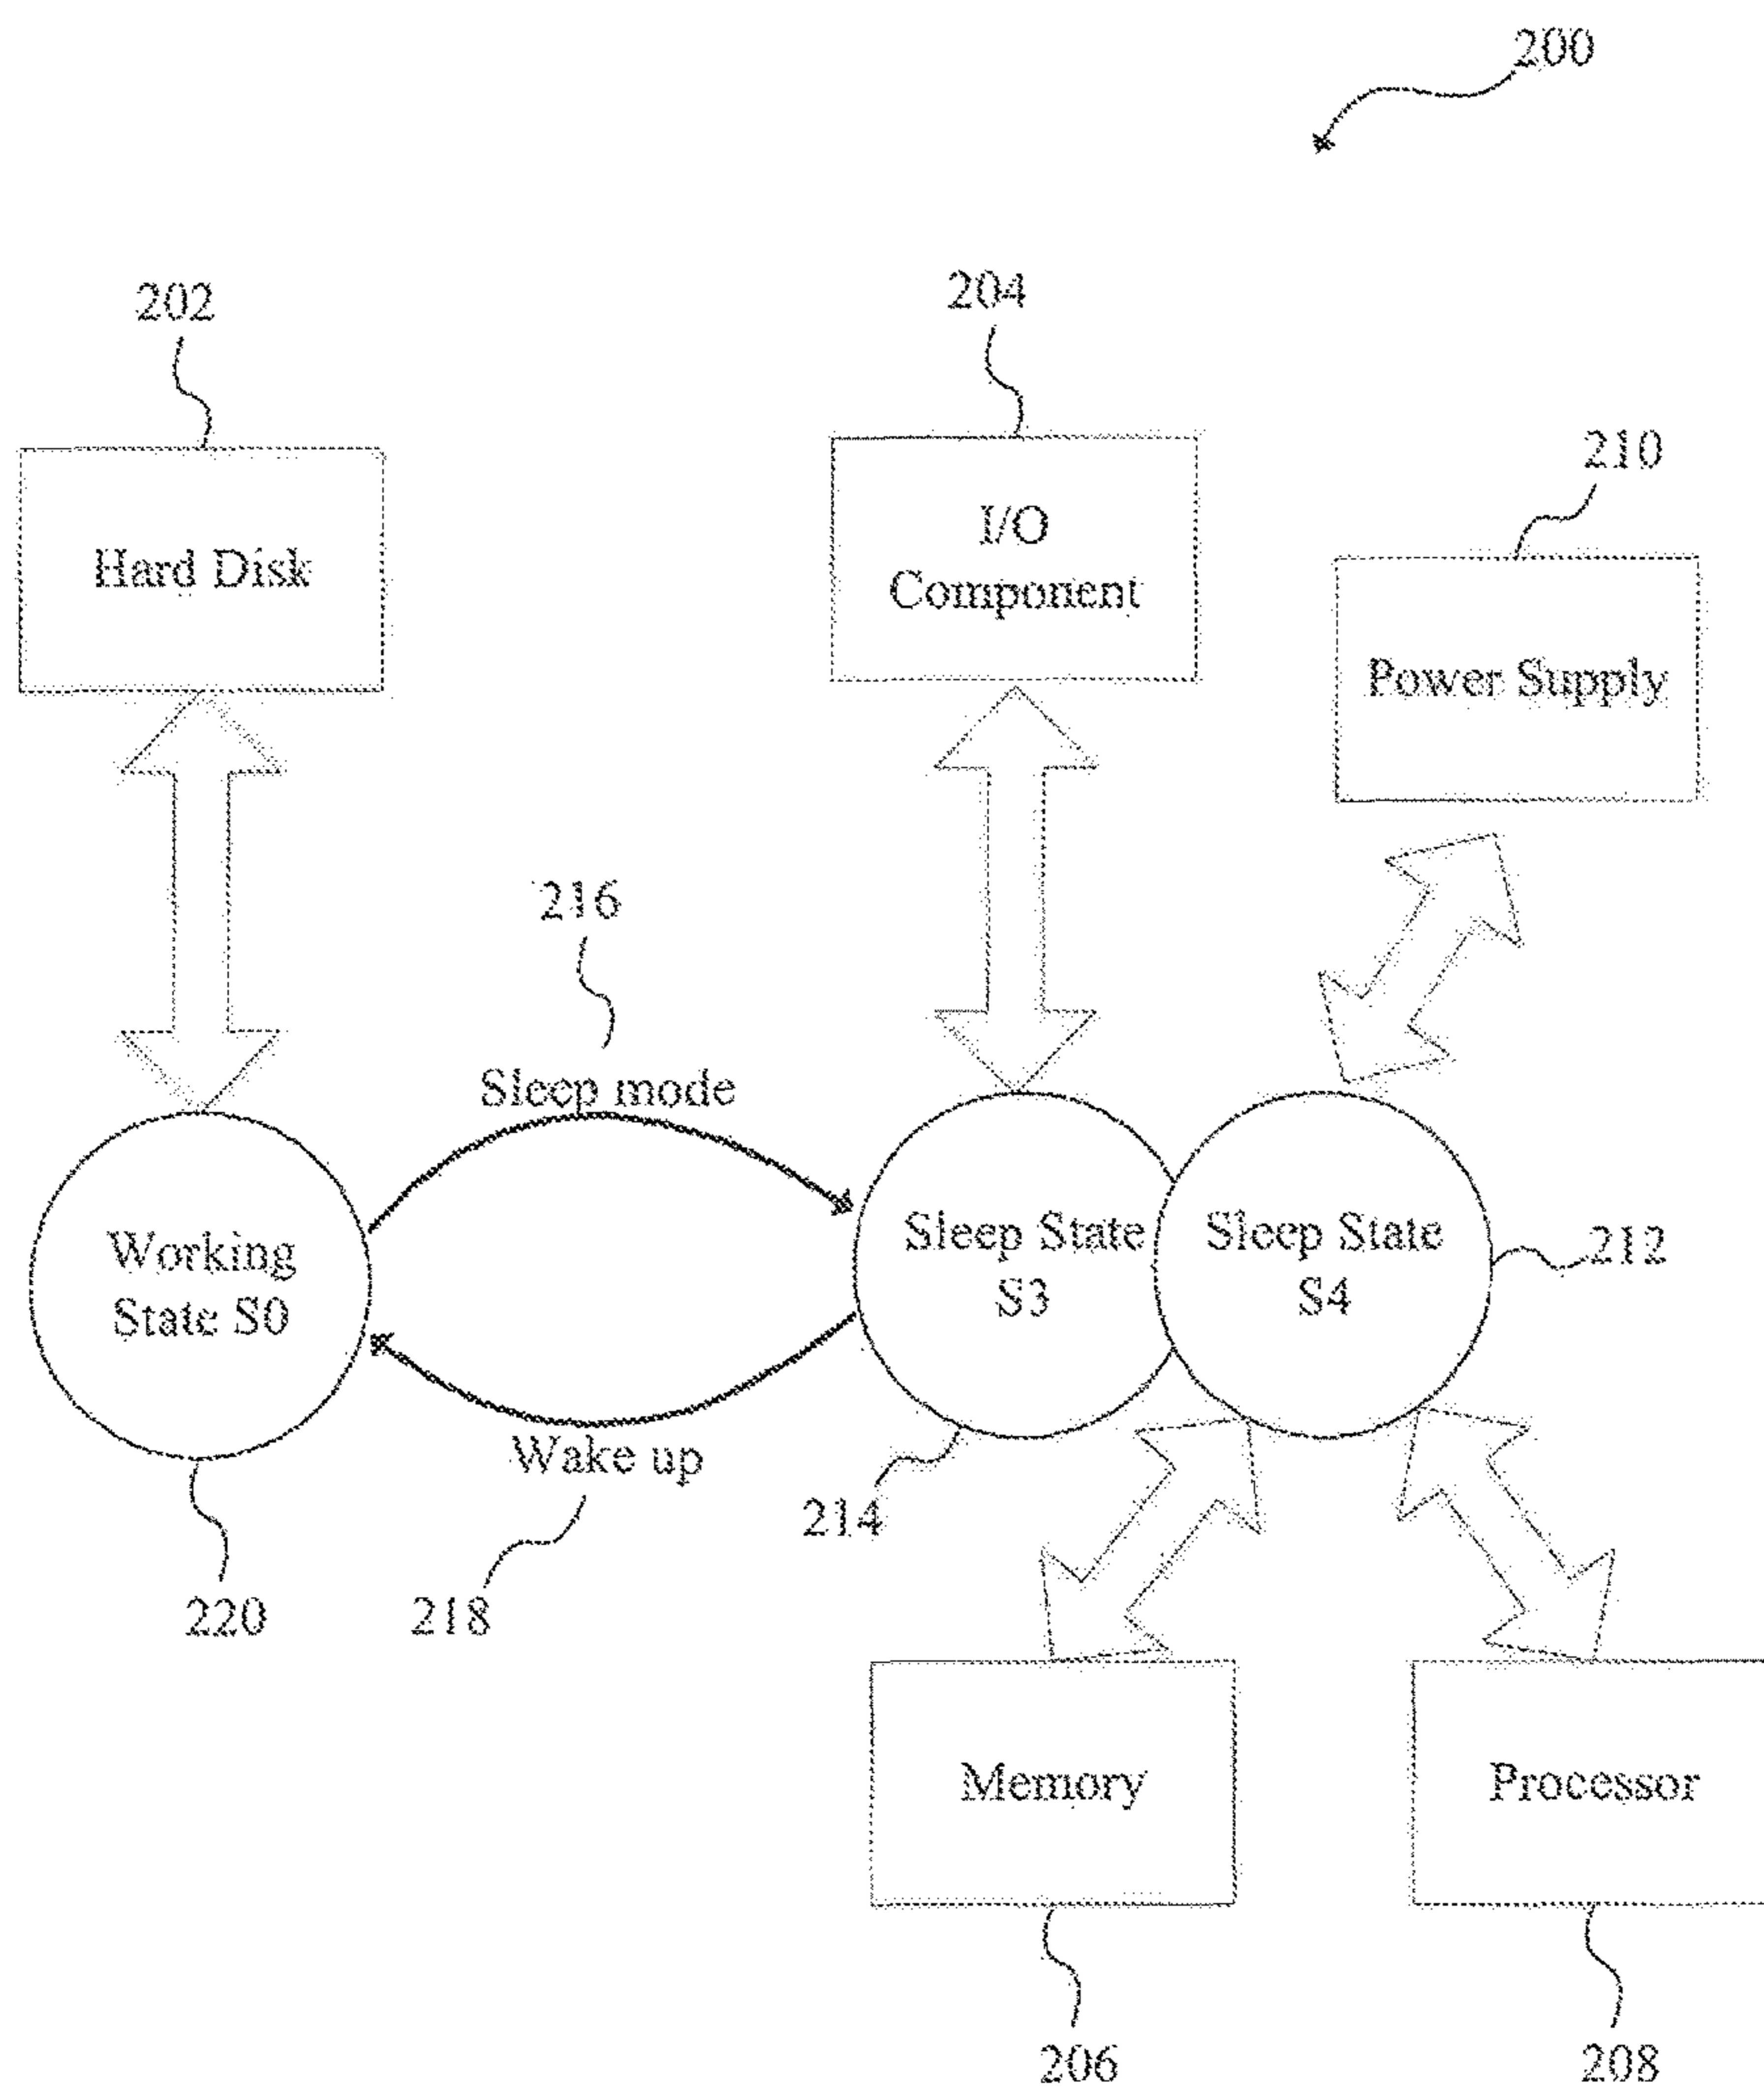 200
202
204
210
Hard Disk
I/O
Component
Power Supply
216
Sleep mode
Working
State S0
Sleep State
S3
Sleep State
S4
212
Wake up
214
220
218
Memory
Processor
206
208